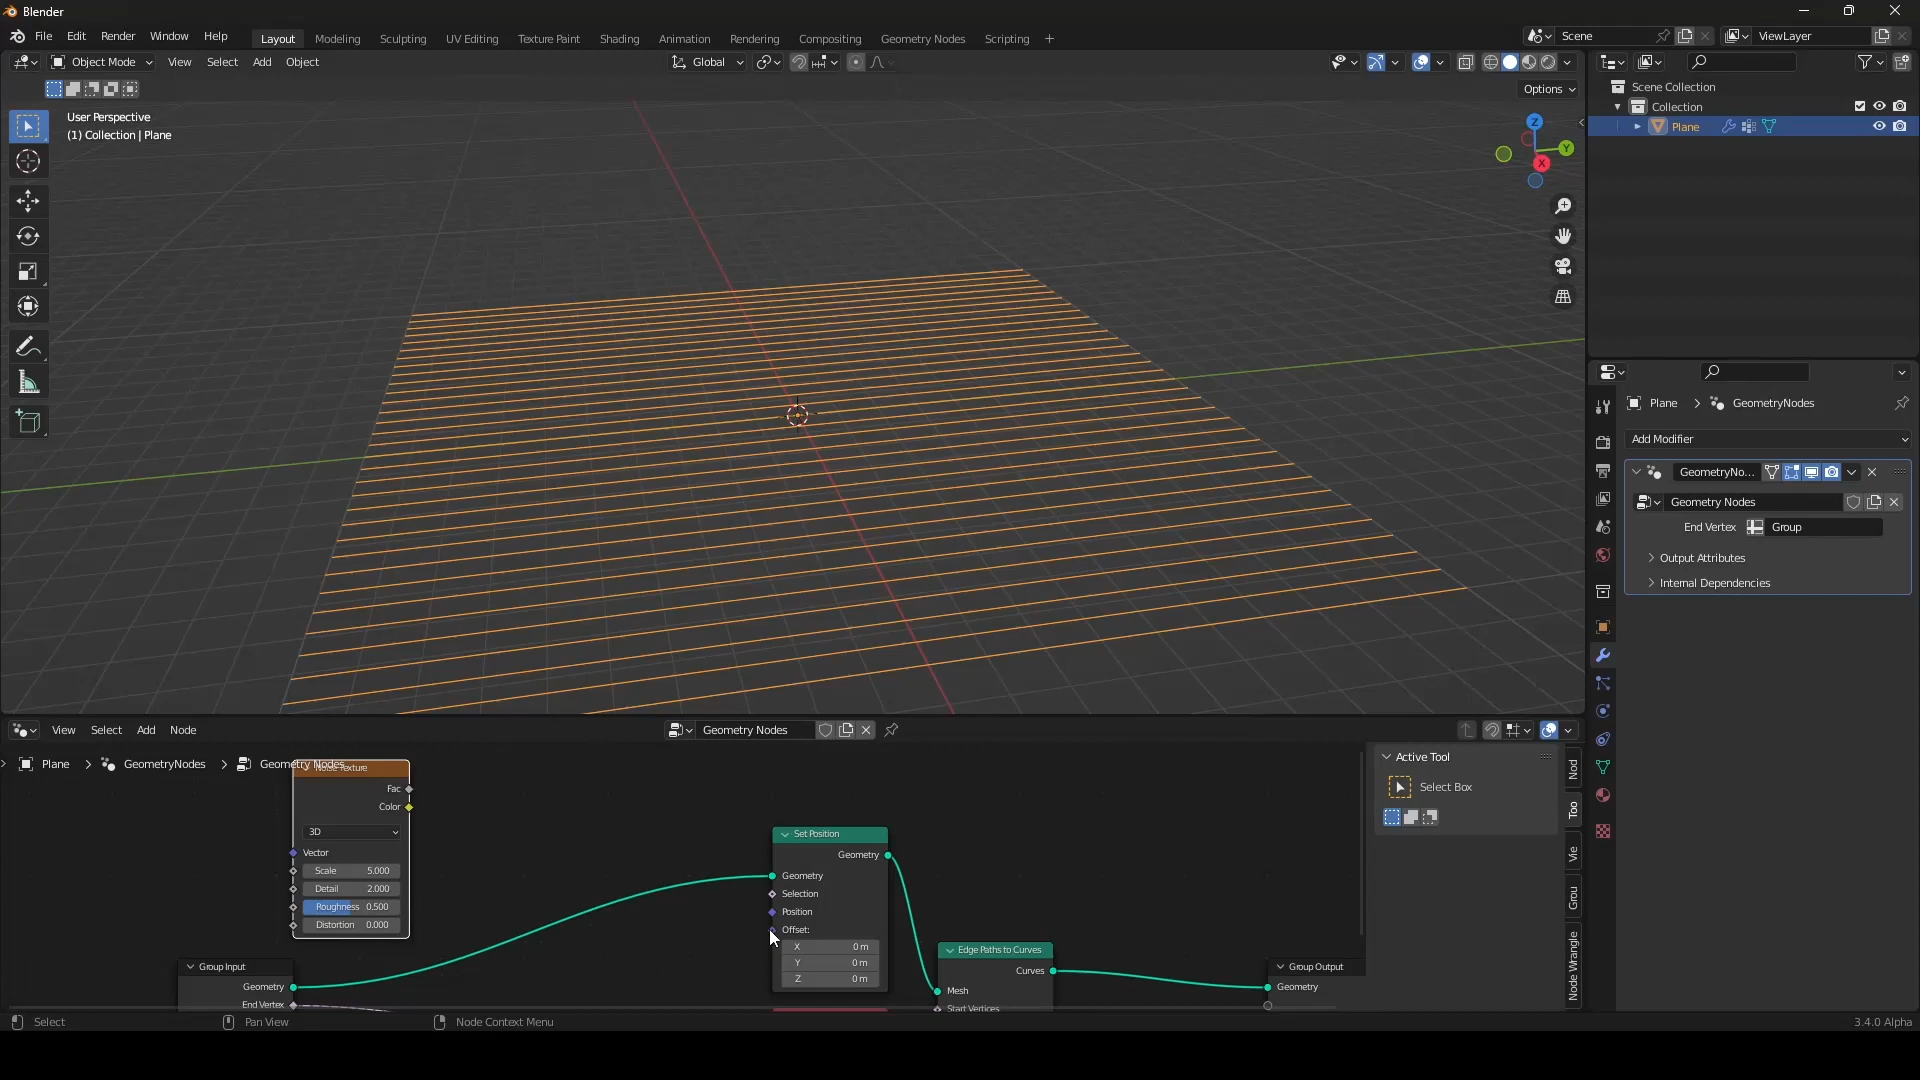 Blender
File Edit Render Window Help Layout Modeling Sculpting UV Editing Texture Paint Shading Animation Rendering Compositing Geometry Nodes Scripting + Scene ViewLayer
Object Mode View Select Add Object Global
Options
User Perspective
(1) Collection | Plane
Z
Y
X
Scene Collection
Collection
Plane
Plane > GeometryNodes
Add Modifier
GeometryNo...
Geometry Nodes
End Vertex Group
Output Attributes
Internal Dependencies
View Select Add Node Geometry Nodes
Plane > GeometryNodes > Geometry Nodes
Noise Texture
Fac
Color
3D
Vector
Scale 5.000
Detail 2.000
Roughness 0.500
Distortion 0.000
Group Input
Geometry
End Vertex
Set Position
Geometry
Geometry
Selection
Position
Offset:
X 0 m
Y 0 m
Z 0 m
Edge Paths to Curves
Curves
Mesh
Start Vertices
Group Output
Geometry
Active Tool
Select Box
Nod
Too
Vie
Grou
Node Wrangle
Select Pan View Node Context Menu 3.4.0 Alpha